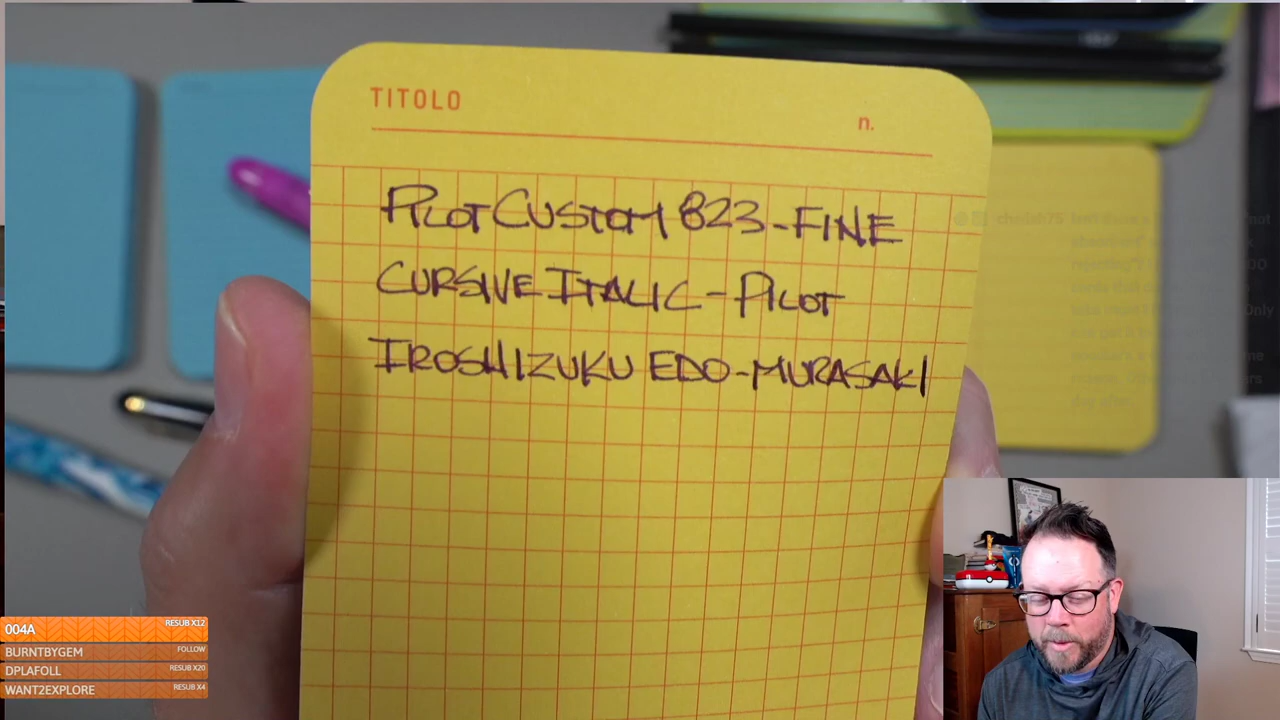 TITOLO
n.
PILOT CUSTOM 823-FINE
CURSIVE ITALIC-PILOT
IROSHIZUKU EDO-MURASAKI
004A RESUB X12
BURNTBYGEM FOLLOW
DPLAFOLL RESUB X20
WANT2EXPLORE RESUB X4